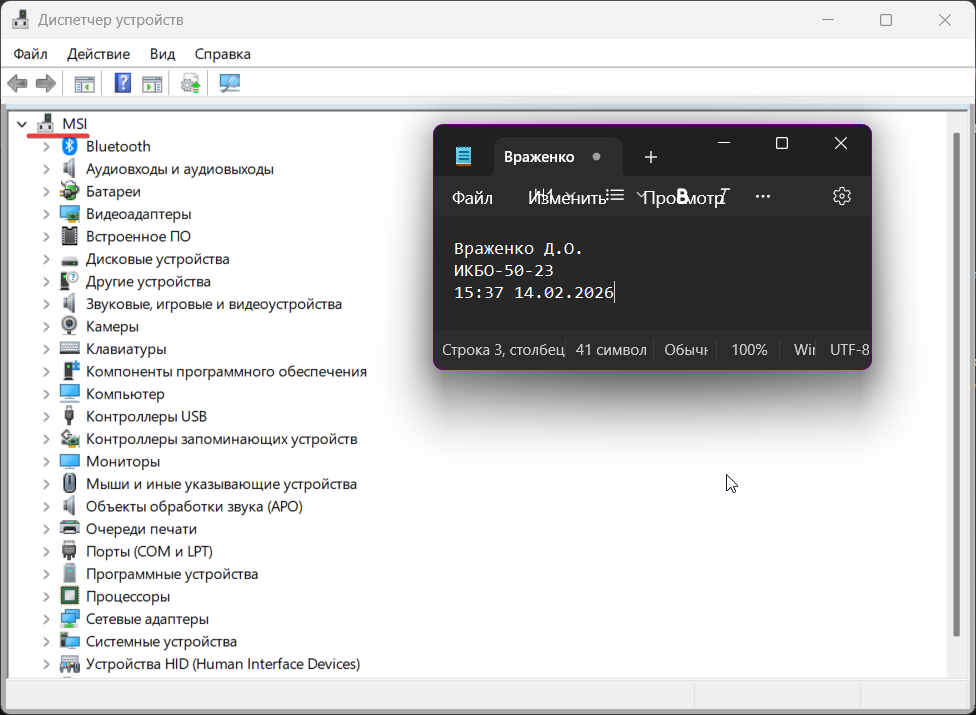 Диспетчер устройств
Файл Действие Вид Справка
MSI
Bluetooth
Аудиовходы и аудиовыходы
Батареи
Видеоадаптеры
Встроенное ПО
Дисковые устройства
Другие устройства
Звуковые, игровые и видеоустройства
Камеры
Клавиатуры
Компоненты программного обеспечения
Компьютер
Контроллеры USB
Контроллеры запоминающих устройств
Мониторы
Мыши и иные указывающие устройства
Объекты обработки звука (APO)
Очереди печати
Порты (COM и LPT)
Программные устройства
Процессоры
Сетевые адаптеры
Системные устройства
Устройства HID (Human Interface Devices)
Враженко
Файл Изменить H1 Просмотр B I
Враженко Д.О.
ИКБО-50-23
15:37 14.02.2026
Строка 3, столбец 41 символ Обычн 100% Win UTF-8